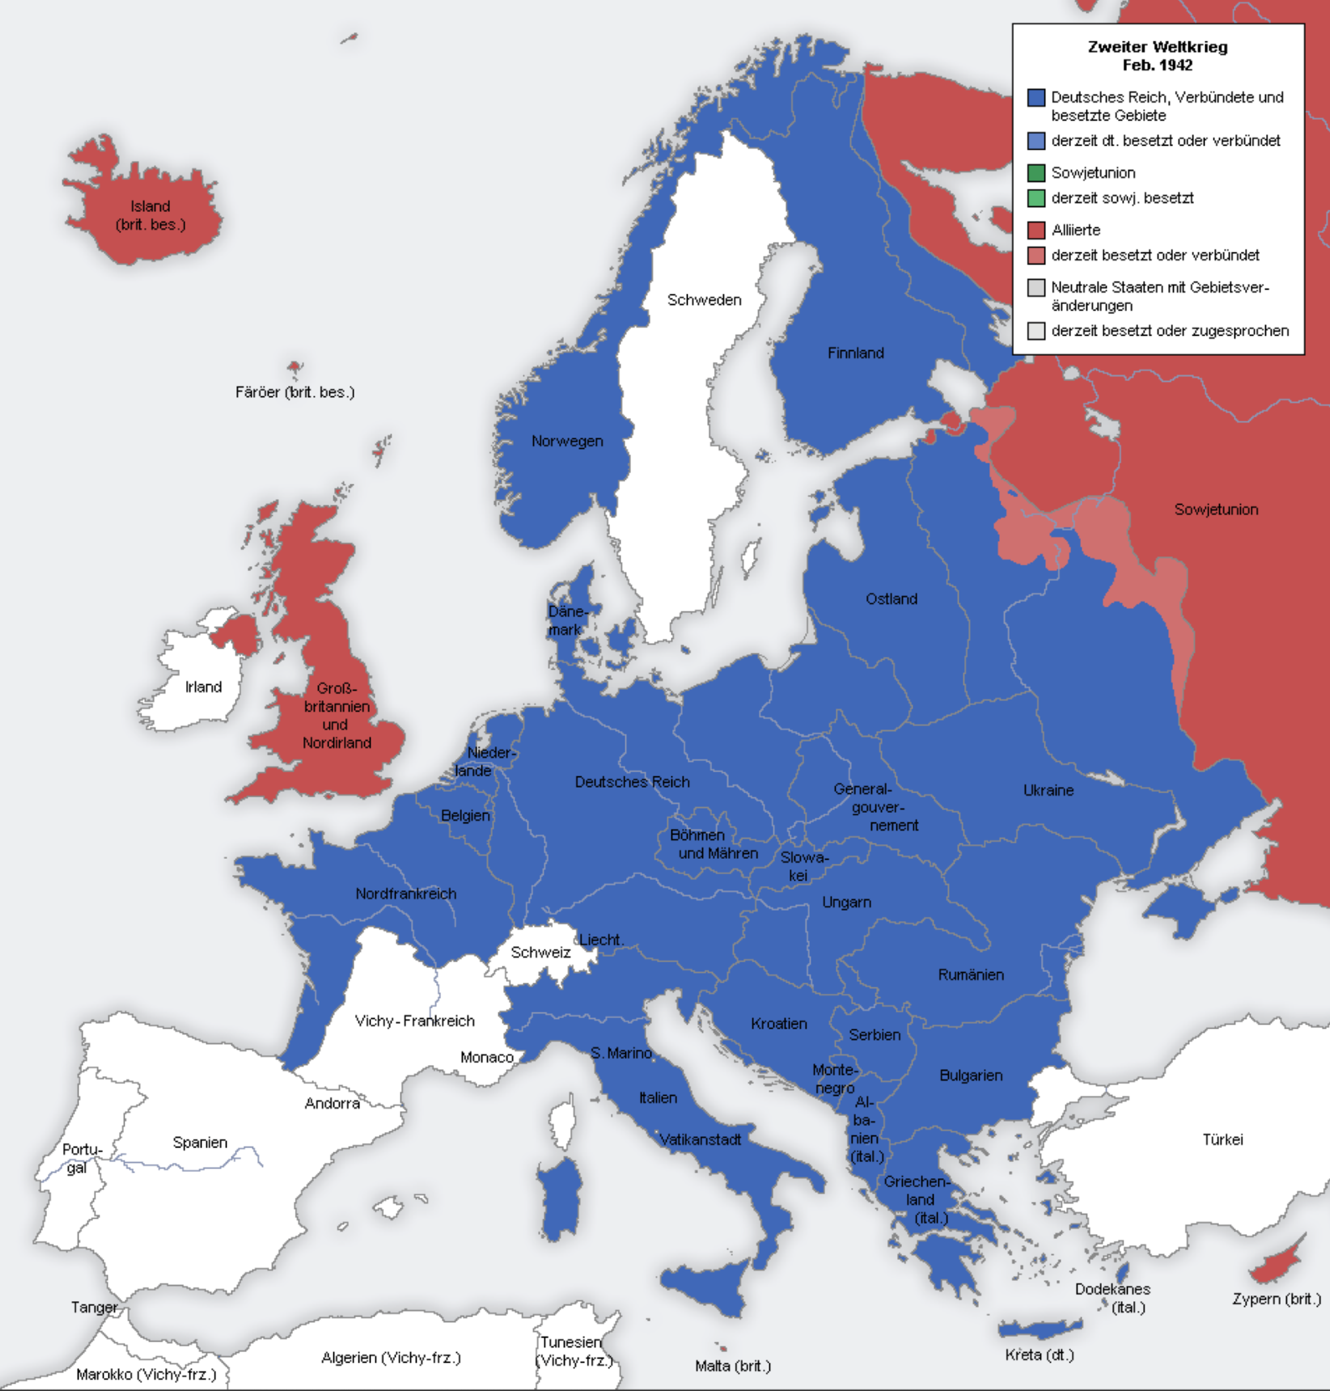 Zweiter Weltkrieg
Feb. 1942
Deutsches Reich, Verbündete und
besetzte Gebiete
derzeit dt. besetzt oder verbündet
Sowjetunion
derzeit sowj. besetzt
Alliierte
derzeit besetzt oder verbündet
Neutrale Staaten mit Gebietsver-
änderungen
derzeit besetzt oder zugesprochen
Island
(brit. bes.)
Schweden
Finnland
Färöer (brit. bes.)
Norwegen
Sowjetunion
Ostland
Däne-
mark
Irland
Groß-
britannien
und
Nordirland
Nieder-
lande
Deutsches Reich
General-
gouver-
nement
Ukraine
Belgien
Böhmen
und Mähren
Slowa-
kei
Nordfrankreich
Ungarn
Liecht.
Schweiz
Rumänien
Vichy-Frankreich
Kroatien
Serbien
Monaco
S. Marino
Monte-
negro
Bulgarien
Andorra
Italien
Al-
ba-
nien
(ital.)
Portu-
gal
Spanien
Vatikanstadt
Türkei
Griechen-
land
(ital.)
Dodekanes
(ital.)
Zypern (brit.)
Tanger
Marokko (Vichy-frz.)
Algerien (Vichy-frz.)
Tunesien
(Vichy-frz.)
Malta (brit.)
Kreta (dt.)